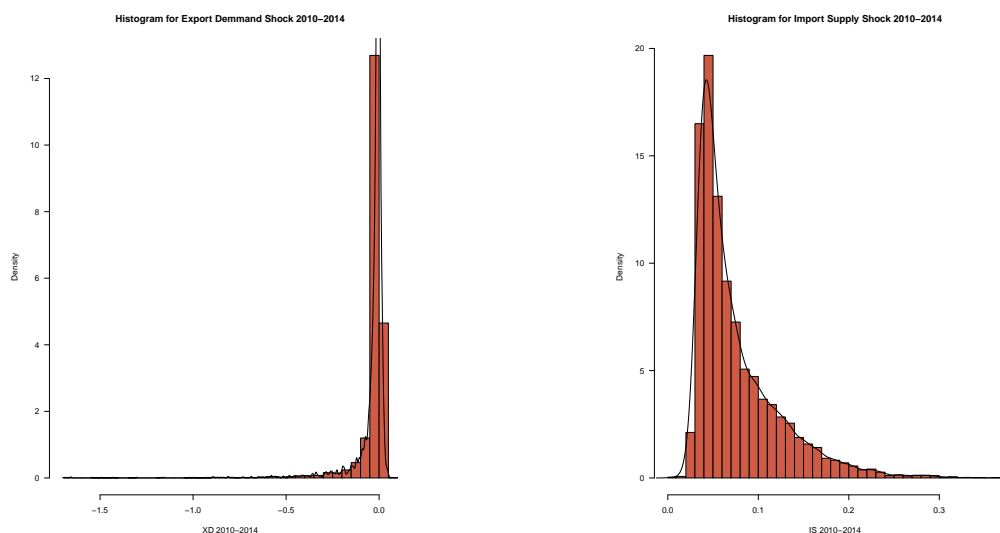 Histogram for Export Demmand Shock 2010–2014
Density
12
10
8
6
4
2
0
−1.5 −1.0 −0.5 0.0
XD 2010–2014
Histogram for Import Supply Shock 2010–2014
Density
20
15
10
5
0
0.0 0.1 0.2 0.3
IS 2010–2014